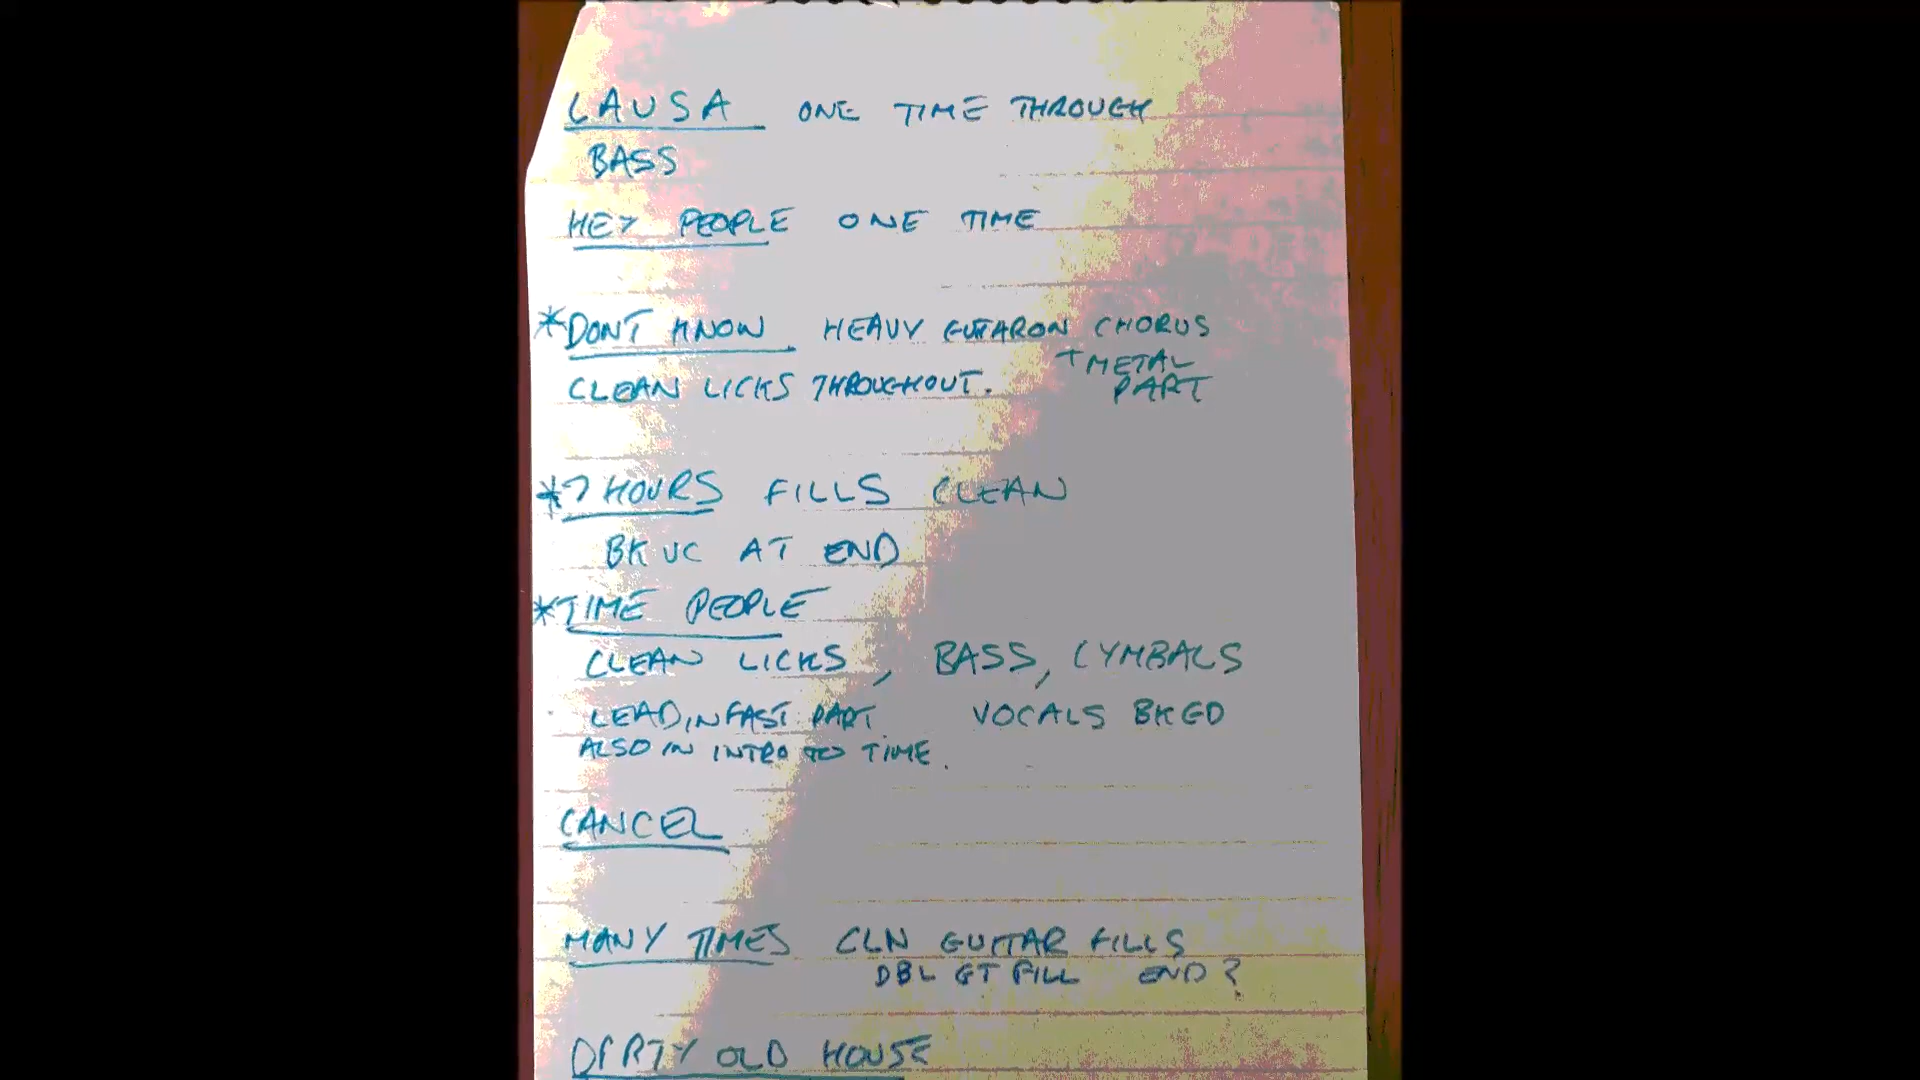 LAUSA ONE TIME THROUGH
BASS
HEY PEOPLE ONE TIME
*DONT KNOW HEAVY GUITAR ON CHORUS
+ METAL
CLEAN LICKS THROUGHOUT. PART
*7 HOURS FILLS CLEAN
BK VC AT END
*TIME PEOPLE
CLEAN LICKS, BASS, CYMBALS
LEAD IN FAST PART VOCALS BKGD
ALSO IN INTRO TO TIME.
CANCEL
MANY TIMES CLN GUITAR FILLS
DBL GT FILL END?
DIRTY OLD HOUSE